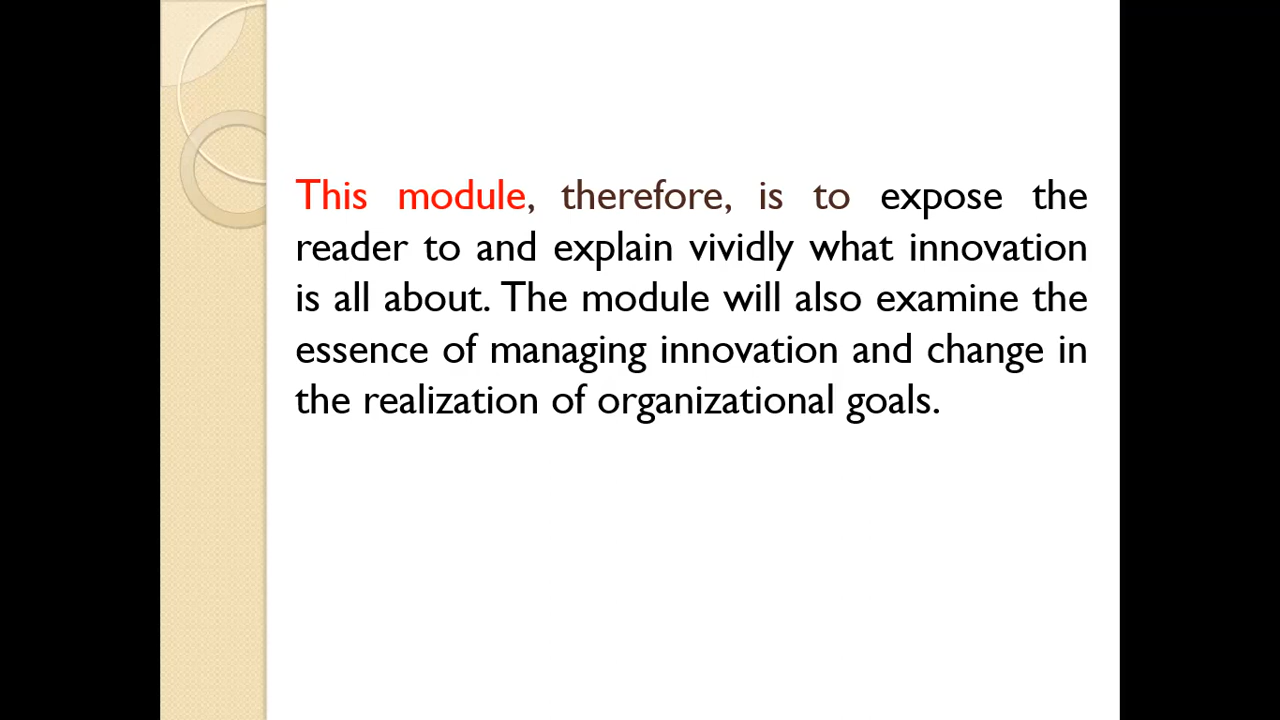 This module, therefore, is to expose the
reader to and explain vividly what innovation
is all about. The module will also examine the
essence of managing innovation and change in
the realization of organizational goals.